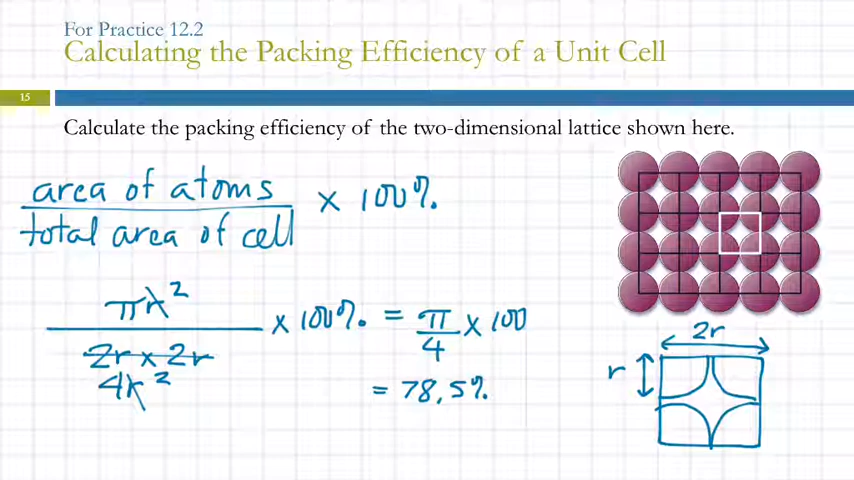 For Practice 12.2
Calculating the Packing Efficiency of a Unit Cell
15
Calculate the packing efficiency of the two-dimensional lattice shown here.
area of atoms
total area of cell
× 100%
πr²
2r × 2r
4r²
× 100% = π/4 × 100
= 78,5%
2r
r